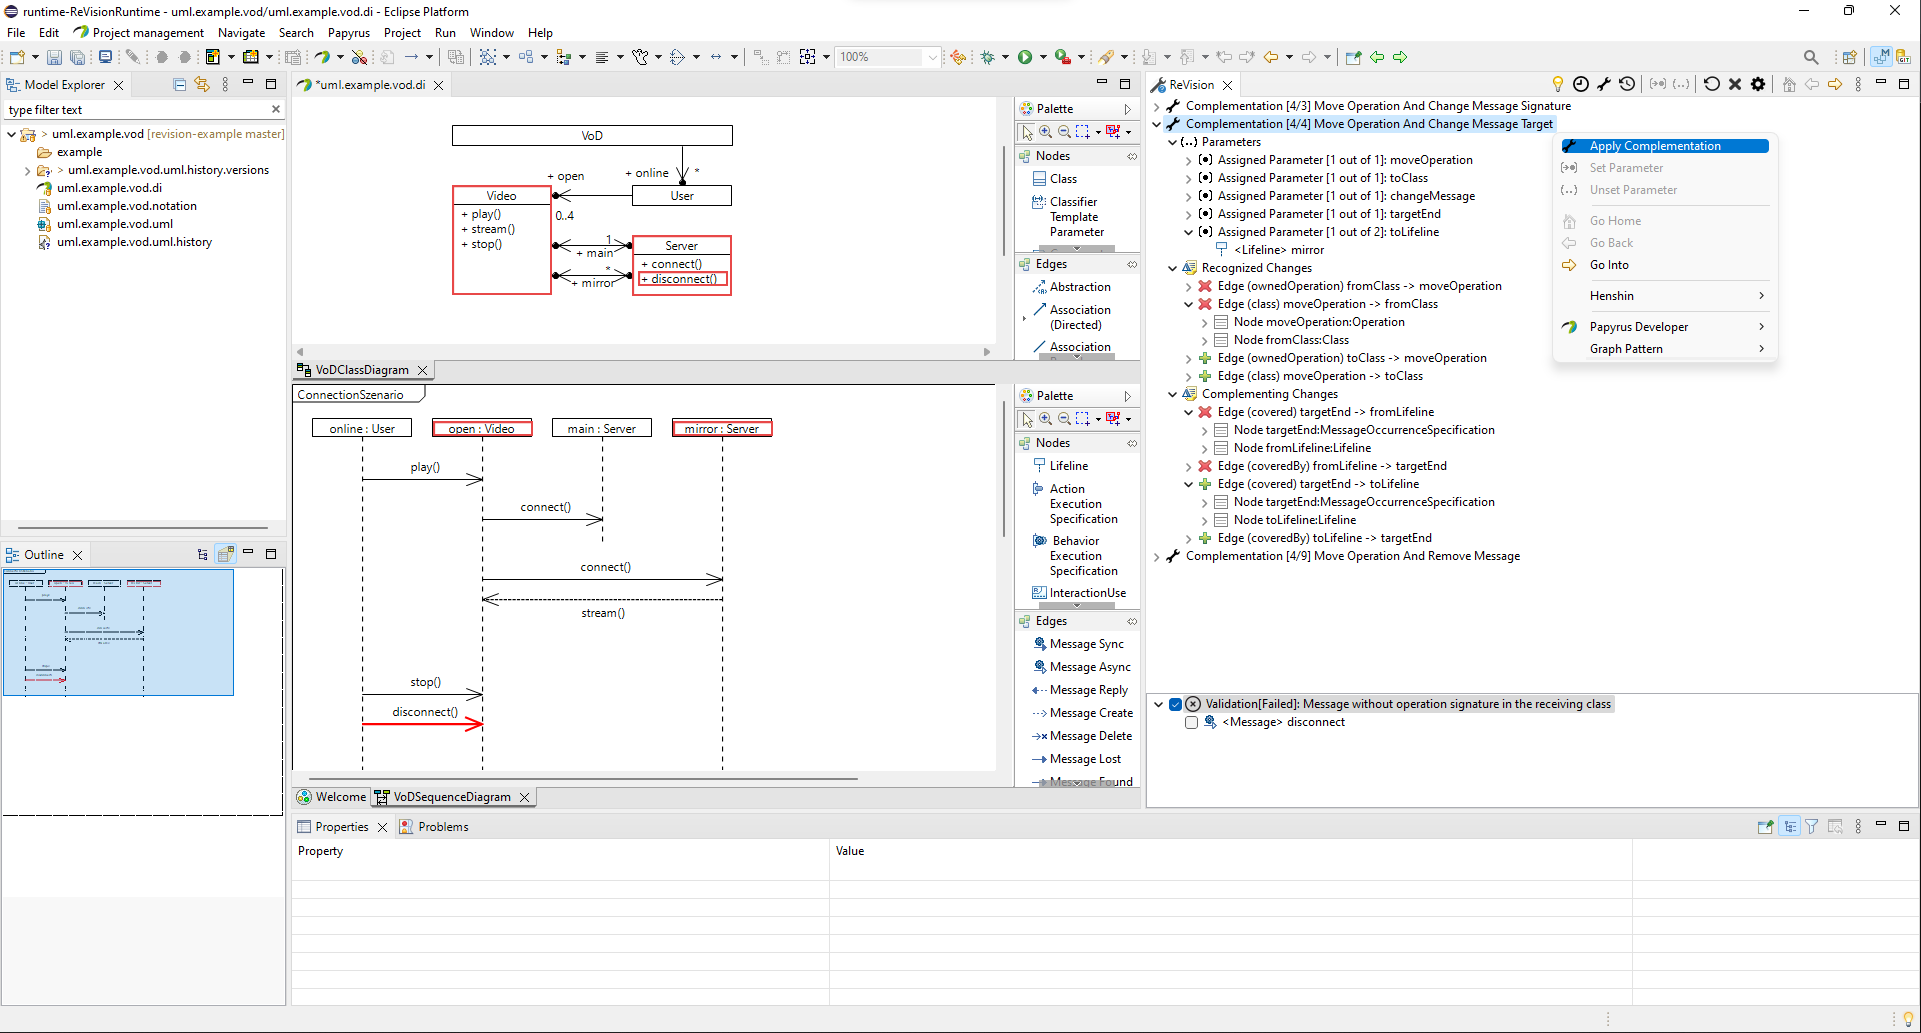 runtime-ReVisionRuntime - uml.example.vod/uml.example.vod.di - Eclipse Platform
File Edit Project management Navigate Search Papyrus Project Run Window Help
100%
Model Explorer
type filter text
> uml.example.vod [revision-example master]
example
> uml.example.vod.uml.history.versions
uml.example.vod.di
uml.example.vod.notation
uml.example.vod.uml
uml.example.vod.uml.history
Outline
*uml.example.vod.di
VoD
+ online *
+ open
Video
User
+ play()
0..4
+ stream()
+ stop()
1
Server
+ main
+ connect()
*
+ disconnect()
+ mirror
VoDClassDiagram
Palette
Nodes
Class
Classifier
Template
Parameter
Edges
Abstraction
Association
(Directed)
Association
ConnectionSzenario
online : User
open : Video
main : Server
mirror : Server
play()
connect()
connect()
stream()
stop()
disconnect()
Palette
Nodes
Lifeline
Action
Execution
Specification
Behavior
Execution
Specification
InteractionUse
Edges
Message Sync
Message Async
Message Reply
Message Create
Message Delete
Message Lost
Message Found
Welcome
VoDSequenceDiagram
Properties
Problems
Property
Value
ReVision
Complementation [4/3] Move Operation And Change Message Signature
Complementation [4/4] Move Operation And Change Message Target
Parameters
Assigned Parameter [1 out of 1]: moveOperation
Assigned Parameter [1 out of 1]: toClass
Assigned Parameter [1 out of 1]: changeMessage
Assigned Parameter [1 out of 1]: targetEnd
Assigned Parameter [1 out of 2]: toLifeline
<Lifeline> mirror
Recognized Changes
Edge (ownedOperation) fromClass -> moveOperation
Edge (class) moveOperation -> fromClass
Node moveOperation:Operation
Node fromClass:Class
Edge (ownedOperation) toClass -> moveOperation
Edge (class) moveOperation -> toClass
Complementing Changes
Edge (covered) targetEnd -> fromLifeline
Node targetEnd:MessageOccurrenceSpecification
Node fromLifeline:Lifeline
Edge (coveredBy) fromLifeline -> targetEnd
Edge (covered) targetEnd -> toLifeline
Node targetEnd:MessageOccurrenceSpecification
Node toLifeline:Lifeline
Edge (coveredBy) toLifeline -> targetEnd
Complementation [4/9] Move Operation And Remove Message
Apply Complementation
Set Parameter
Unset Parameter
Go Home
Go Back
Go Into
Henshin
Papyrus Developer
Graph Pattern
Validation[Failed]: Message without operation signature in the receiving class
<Message> disconnect